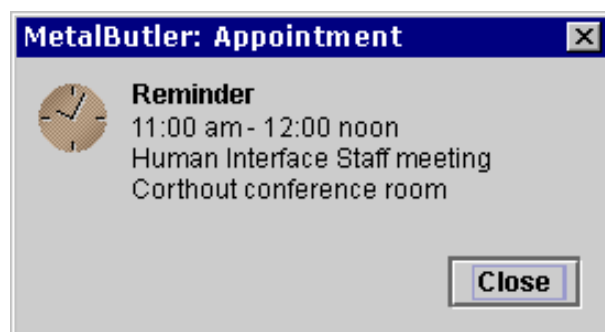 MetalButler: Appointment
Reminder
11:00 am - 12:00 noon
Human Interface Staff meeting
Corthout conference room
Close